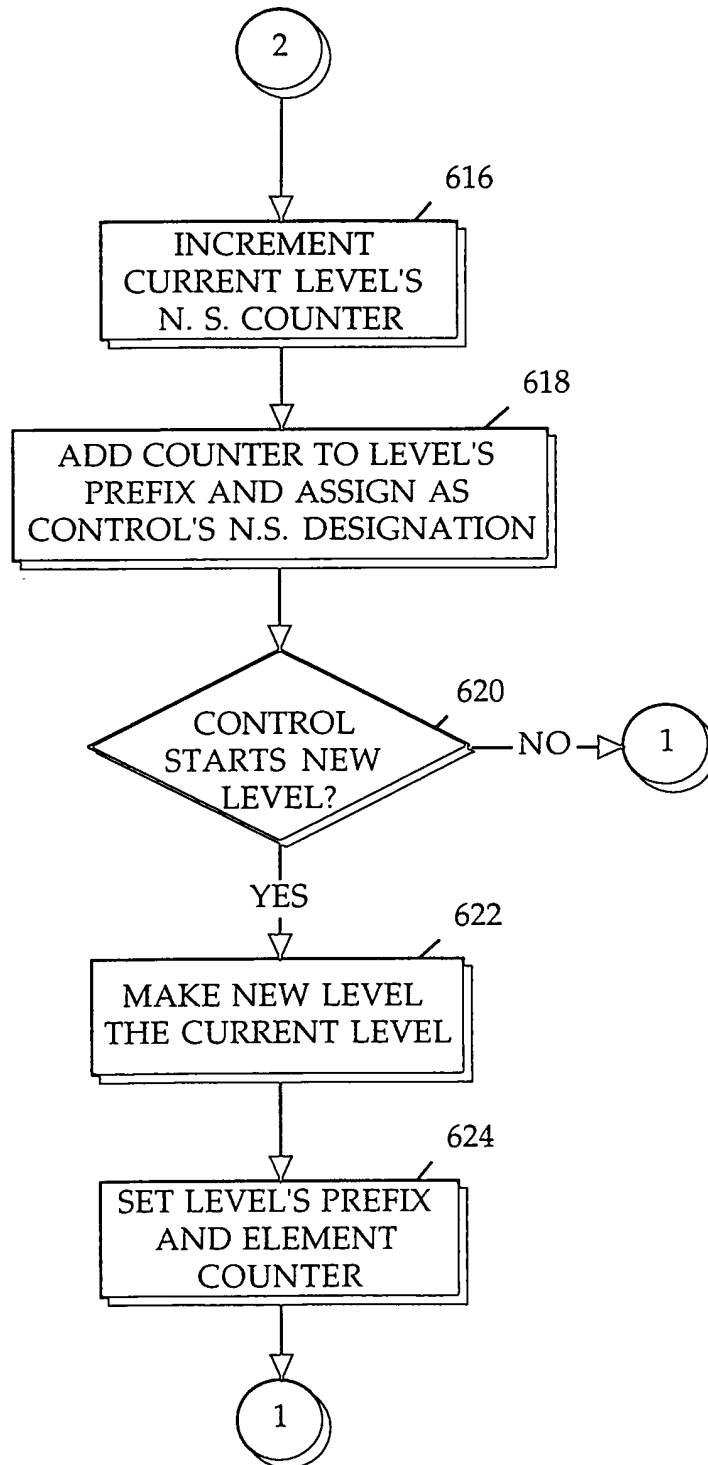 2
616
INCREMENT
CURRENT LEVEL'S
N. S. COUNTER
618
ADD COUNTER TO LEVEL'S
PREFIX AND ASSIGN AS
CONTROL'S N.S. DESIGNATION
620
CONTROL
STARTS NEW
LEVEL?
NO
1
YES
622
MAKE NEW LEVEL
THE CURRENT LEVEL
624
SET LEVEL'S PREFIX
AND ELEMENT
COUNTER
1